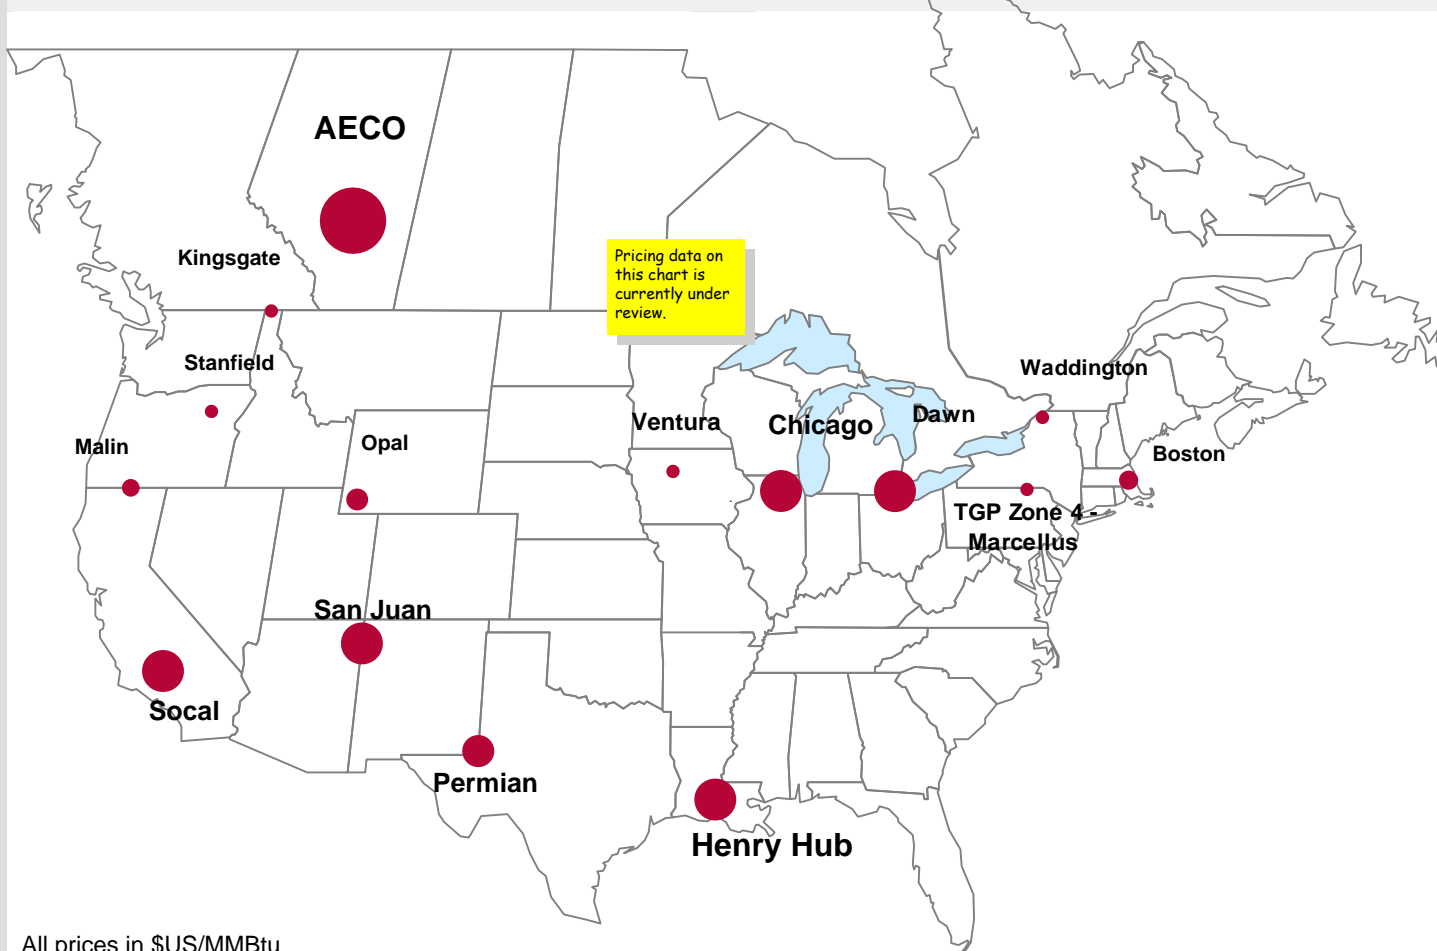 AECO
Kingsgate
Pricing data on
this chart is
currently under
review.
Stanfield
Waddington
Ventura
Chicago
Dawn
Malin
Opal
Boston
TGP Zone 4 -
Marcellus
San Juan
Socal
Permian
Henry Hub
All prices in $US/MMBtu